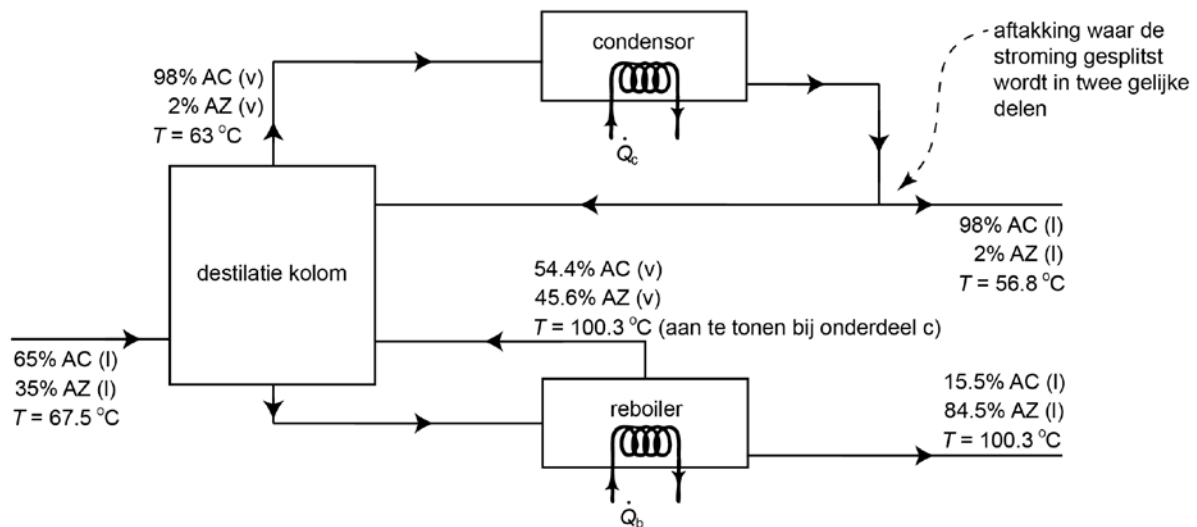 condensor
Q̇c
aftakking waar de
stroming gesplitst
wordt in twee gelijke
delen
98% AC (v)
2% AZ (v)
T = 63 °C
destilatie kolom
98% AC (l)
2% AZ (l)
T = 56.8 °C
54.4% AC (v)
45.6% AZ (v)
T = 100.3 °C (aan te tonen bij onderdeel c)
65% AC (l)
35% AZ (l)
T = 67.5 °C
reboiler
Q̇b
15.5% AC (l)
84.5% AZ (l)
T = 100.3 °C